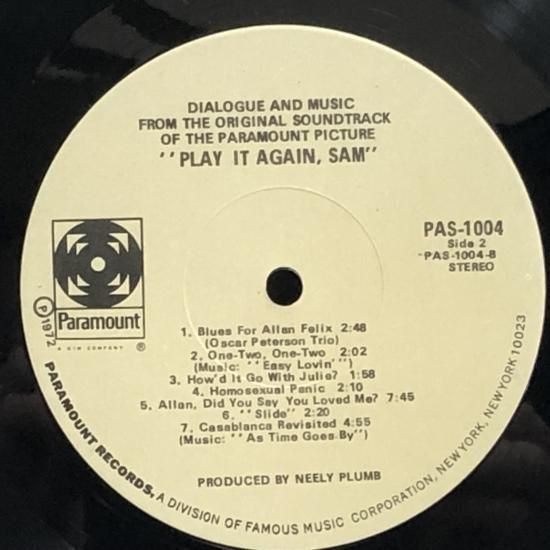 DIALOGUE AND MUSIC
FROM THE ORIGINAL SOUNDTRACK
OF THE PARAMOUNT PICTURE
''PLAY IT AGAIN, SAM''
PAS-1004
Side 2
PAS-1004-B
STEREO
Paramount
A G+W COMPANY ®
Ⓟ1972
1. Blues For Allan Felix 2:48
(Oscar Peterson Trio)
2. One-Two, One-Two 2:02
(Music: ''Easy Lovin''')
3. How'd It Go With Julie? 1:58
4. Homosexual Panic 2:10
5. Allan, Did You Say You Loved Me? 7:45
6. ''Slide'' 2:20
7. Casablanca Revisited 4:55
(Music: ''As Time Goes By'')
PRODUCED BY NEELY PLUMB
PARAMOUNT RECORDS, A DIVISION OF FAMOUS MUSIC CORPORATION, NEW YORK, NEW YORK 10023